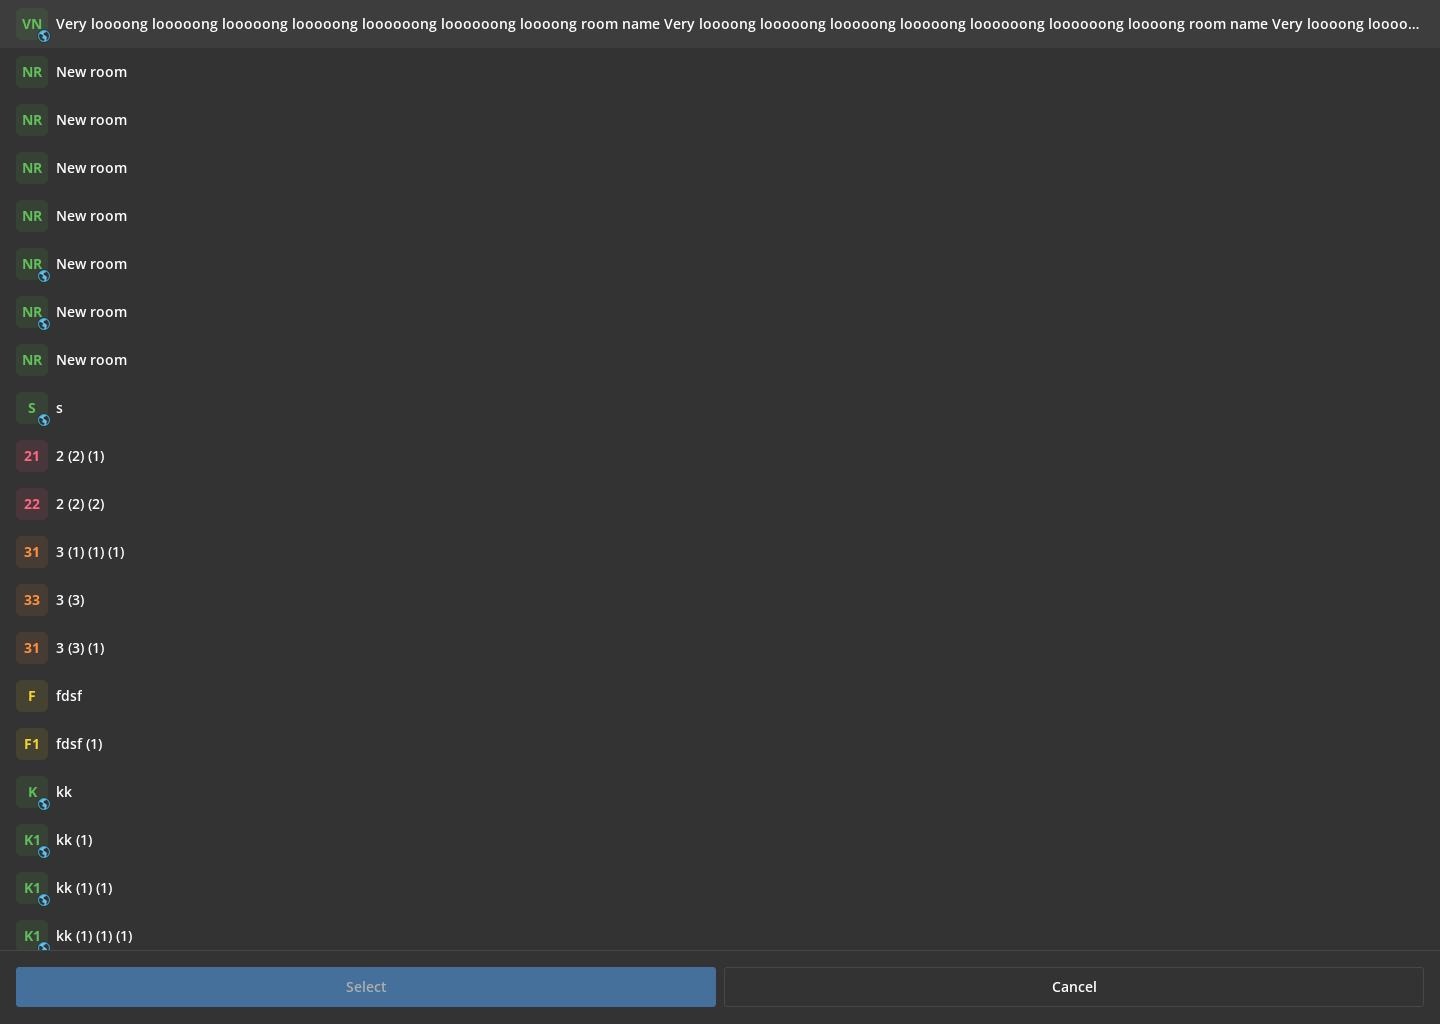 VN Very loooong looooong looooong looooong loooooong loooooong loooong room name Very loooong looooong looooong looooong loooooong loooooong loooong room name Very loooong loooo...
NR New room
NR New room
NR New room
NR New room
NR New room
NR New room
NR New room
S s
21 2 (2) (1)
22 2 (2) (2)
31 3 (1) (1) (1)
33 3 (3)
31 3 (3) (1)
F fdsf
F1 fdsf (1)
K kk
K1 kk (1)
K1 kk (1) (1)
K1 kk (1) (1) (1)
Select Cancel